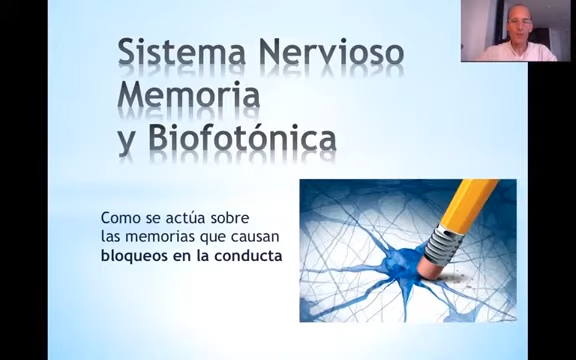 Sistema Nervioso
Memoria
y Biofotónica
Como se actúa sobre
las memorias que causan
bloqueos en la conducta